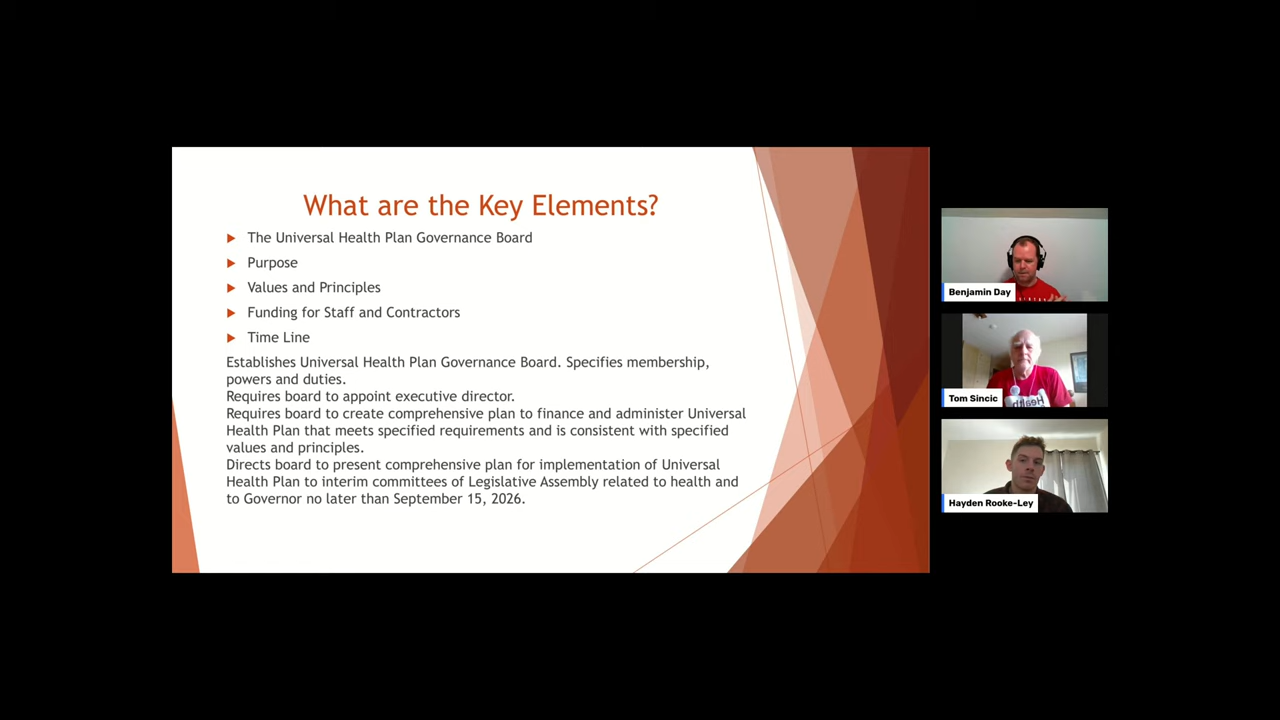 What are the Key Elements?
The Universal Health Plan Governance Board
Purpose
Values and Principles
Funding for Staff and Contractors
Time Line
Establishes Universal Health Plan Governance Board. Specifies membership,
powers and duties.
Requires board to appoint executive director.
Requires board to create comprehensive plan to finance and administer Universal
Health Plan that meets specified requirements and is consistent with specified
values and principles.
Directs board to present comprehensive plan for implementation of Universal
Health Plan to interim committees of Legislative Assembly related to health and
to Governor no later than September 15, 2026.
Benjamin Day
Tom Sincic
Hayden Rooke-Ley